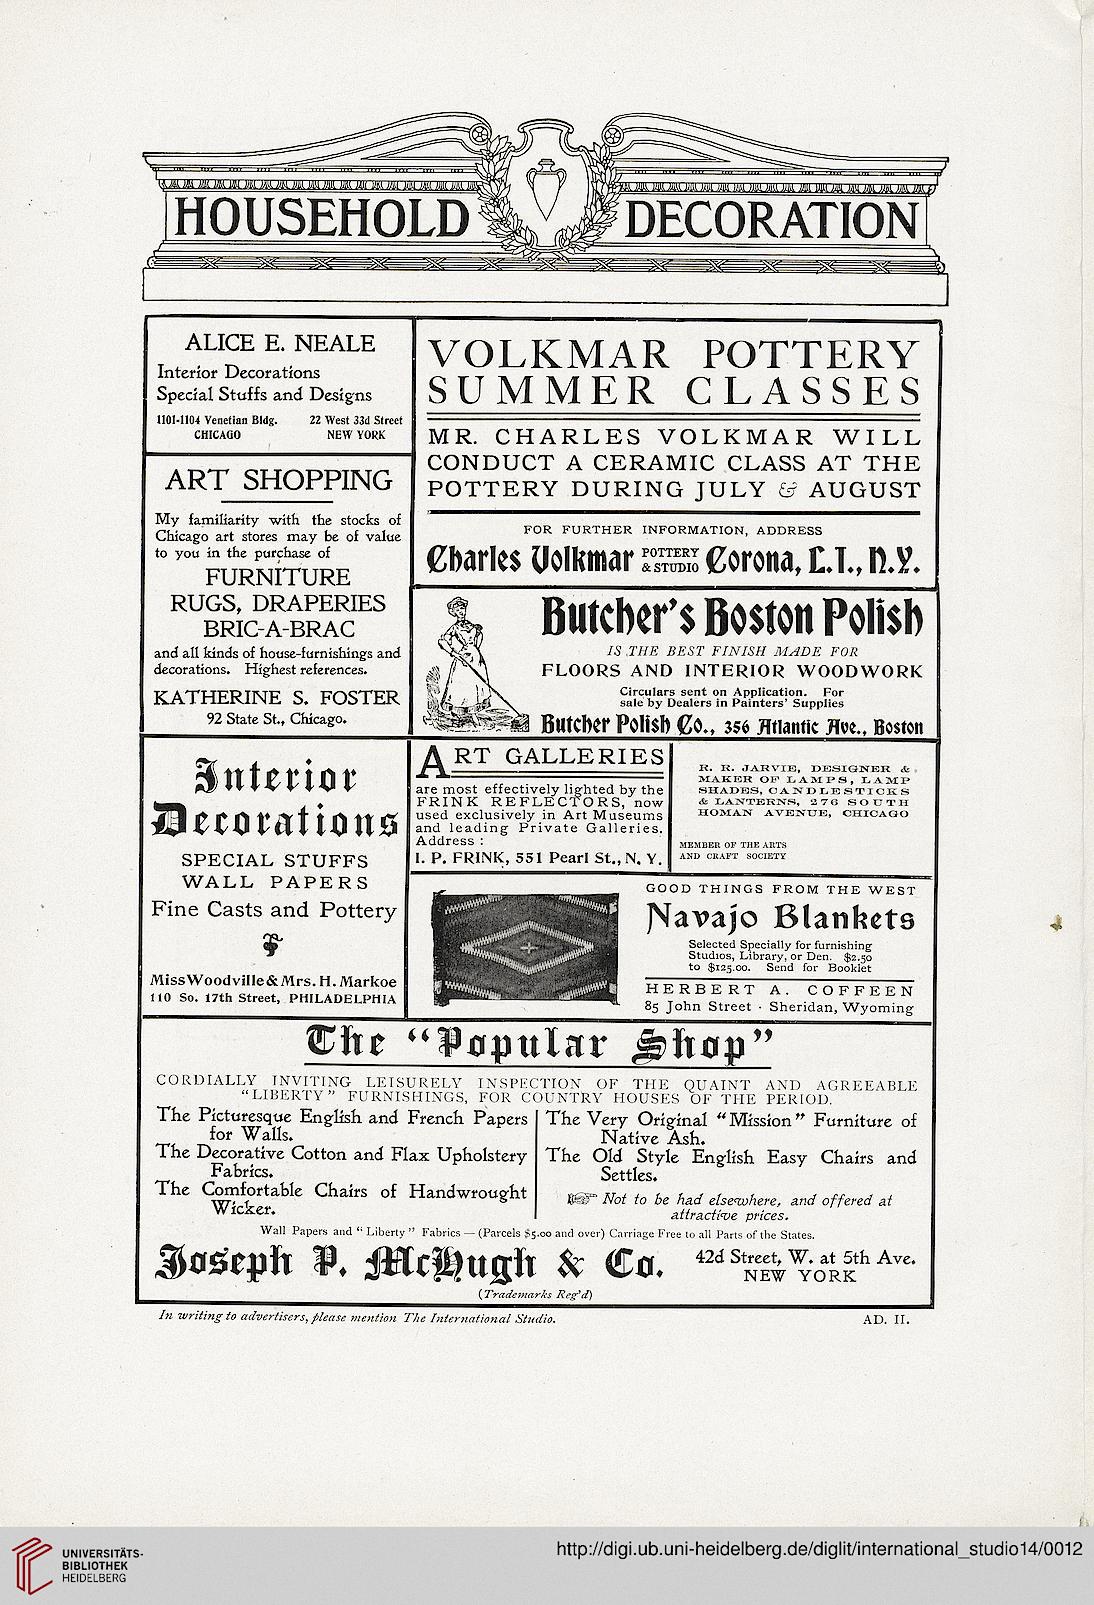 HOUSEHOLD DECORATION
ALICE E. NEALE
Interior Decorations
Special Stuffs and Designs
1101-1104 Venetian Bldg. 22 West 33d Street
CHICAGO NEW YORK
ART SHOPPING
My familiarity with the stocks of
Chicago art stores may be of value
to you in the purchase of
FURNITURE
RUGS, DRAPERIES
BRIC-A-BRAC
and all kinds of house-furnishings and
decorations. Highest references.
KATHERINE S. FOSTER
92 State St., Chicago.
VOLKMAR POTTERY
SUMMER CLASSES
MR. CHARLES VOLKMAR WILL
CONDUCT A CERAMIC CLASS AT THE
POTTERY DURING JULY & AUGUST
FOR FURTHER INFORMATION, ADDRESS
Charles Volkmar POTTERY & STUDIO Corona, L.I., N.Y.
Butcher's Boston Polish
IS THE BEST FINISH MADE FOR
FLOORS AND INTERIOR WOODWORK
Circulars sent on Application. For
sale by Dealers in Painters' Supplies
Butcher Polish Co., 356 Atlantic Ave., Boston
Interior
Decorations
SPECIAL STUFFS
WALL PAPERS
Fine Casts and Pottery
Miss Woodville & Mrs. H. Markoe
110 So. 17th Street, PHILADELPHIA
ART GALLERIES
are most effectively lighted by the
FRINK REFLECTORS, now
used exclusively in Art Museums
and leading Private Galleries.
Address :
I. P. FRINK, 551 Pearl St., N. Y.
R. R. JARVIE, DESIGNER &
MAKER OF LAMPS, LAMP
SHADES, CANDLESTICKS
& LANTERNS, 276 SOUTH
HOMAN AVENUE, CHICAGO
MEMBER OF THE ARTS
AND CRAFT SOCIETY
GOOD THINGS FROM THE WEST
Navajo Blankets
Selected Specially for furnishing
Studios, Library, or Den. $2.50
to $125.00. Send for Booklet
HERBERT A. COFFEEN
85 John Street · Sheridan, Wyoming
The “Popular Shop”
CORDIALLY INVITING LEISURELY INSPECTION OF THE QUAINT AND AGREEABLE
“LIBERTY” FURNISHINGS, FOR COUNTRY HOUSES OF THE PERIOD.
The Picturesque English and French Papers
for Walls.
The Decorative Cotton and Flax Upholstery
Fabrics.
The Comfortable Chairs of Handwrought
Wicker.
The Very Original “Mission” Furniture of
Native Ash.
The Old Style English Easy Chairs and
Settles.
Not to be had elsewhere, and offered at
attractive prices.
Wall Papers and “Liberty” Fabrics — (Parcels $5.00 and over) Carriage Free to all Parts of the States.
Joseph P. McHugh & Co. 42d Street, W. at 5th Ave.
NEW YORK
(Trademarks Reg'd)
In writing to advertisers, please mention The International Studio.
AD. II.
UNIVERSITÄTS-
BIBLIOTHEK
HEIDELBERG
http://digi.ub.uni-heidelberg.de/diglit/international_studio14/0012